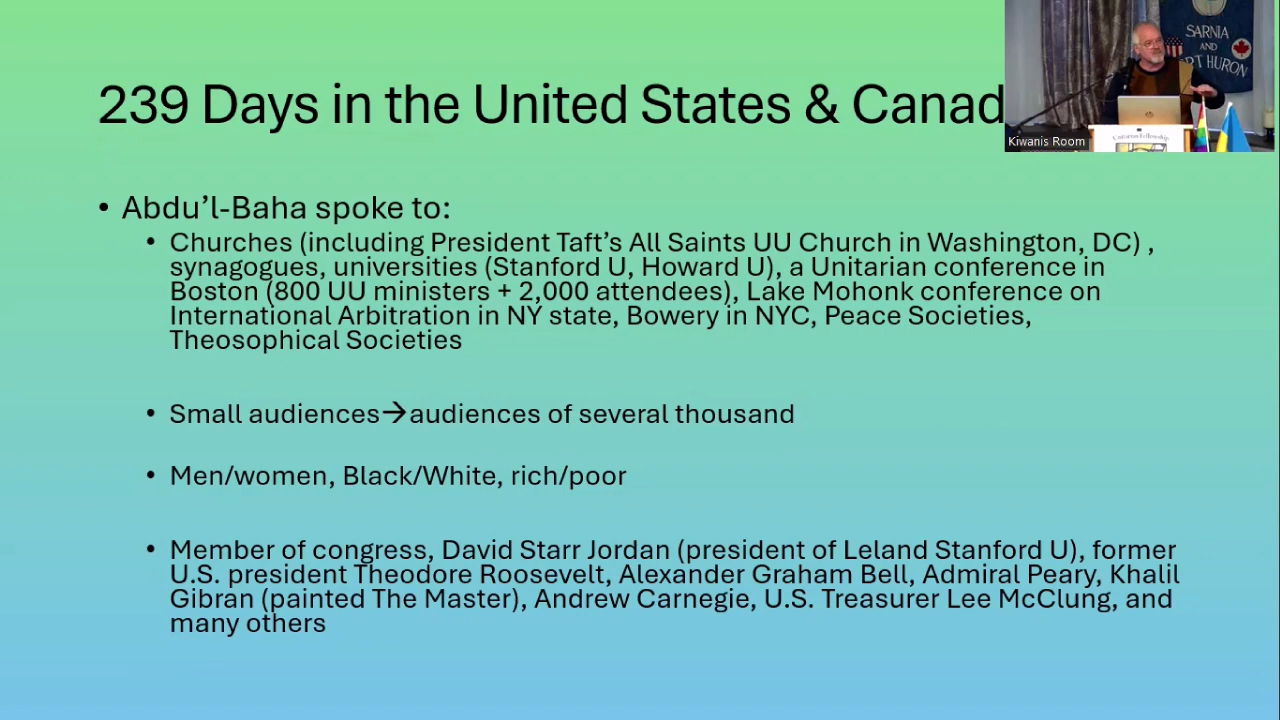 239 Days in the United States & Canad
SARNIA
AND
RT HURON
Kiwanis Room
• Abdu’l-Baha spoke to:
• Churches (including President Taft’s All Saints UU Church in Washington, DC) ,
synagogues, universities (Stanford U, Howard U), a Unitarian conference in
Boston (800 UU ministers + 2,000 attendees), Lake Mohonk conference on
International Arbitration in NY state, Bowery in NYC, Peace Societies,
Theosophical Societies
• Small audiences→audiences of several thousand
• Men/women, Black/White, rich/poor
• Member of congress, David Starr Jordan (president of Leland Stanford U), former
U.S. president Theodore Roosevelt, Alexander Graham Bell, Admiral Peary, Khalil
Gibran (painted The Master), Andrew Carnegie, U.S. Treasurer Lee McClung, and
many others